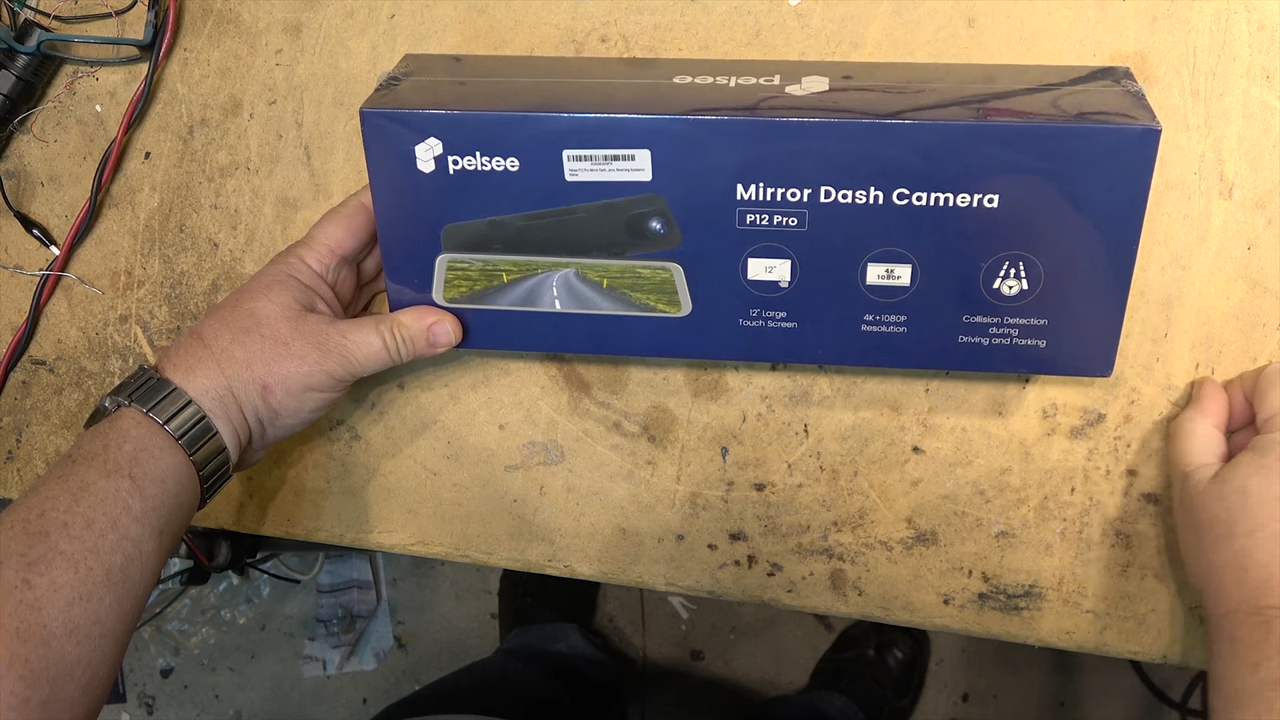 pelsee
pelsee
Mirror Dash Camera
P12 Pro
12"
4K
1080P
12" Large
Touch Screen
4K+1080P
Resolution
Collision Detection
during
Driving and Parking